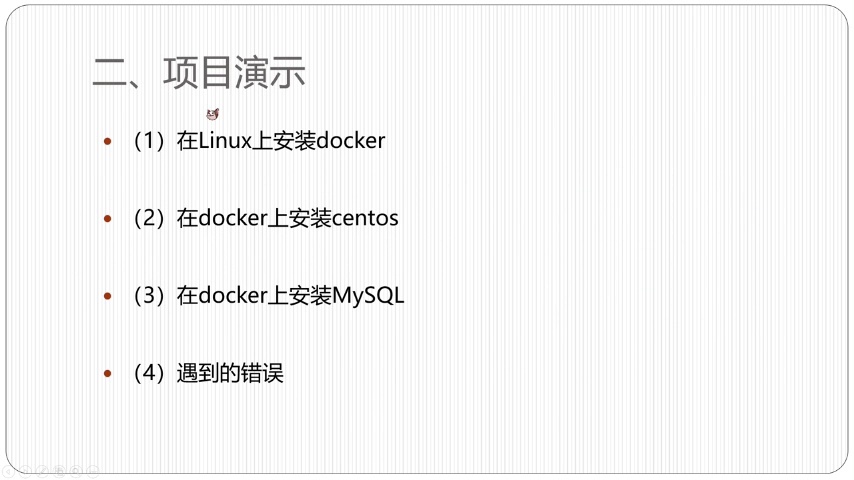 二、项目演示
（1）在Linux上安装docker
（2）在docker上安装centos
（3）在docker上安装MySQL
（4）遇到的错误